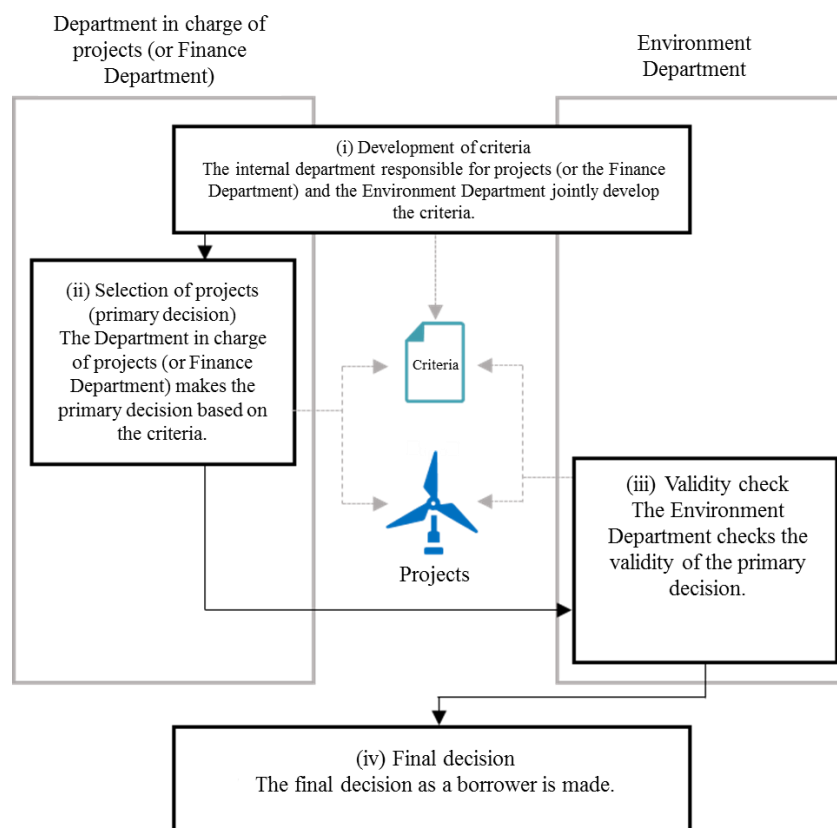 Department in charge of
projects (or Finance
Department)
Environment
Department
(i) Development of criteria
The internal department responsible for projects (or the Finance
Department) and the Environment Department jointly develop
the criteria.
(ii) Selection of projects
(primary decision)
The Department in charge
of projects (or Finance
Department) makes the
primary decision based on
the criteria.
Criteria
Projects
(iii) Validity check
The Environment
Department checks the
validity of the primary
decision.
(iv) Final decision
The final decision as a borrower is made.